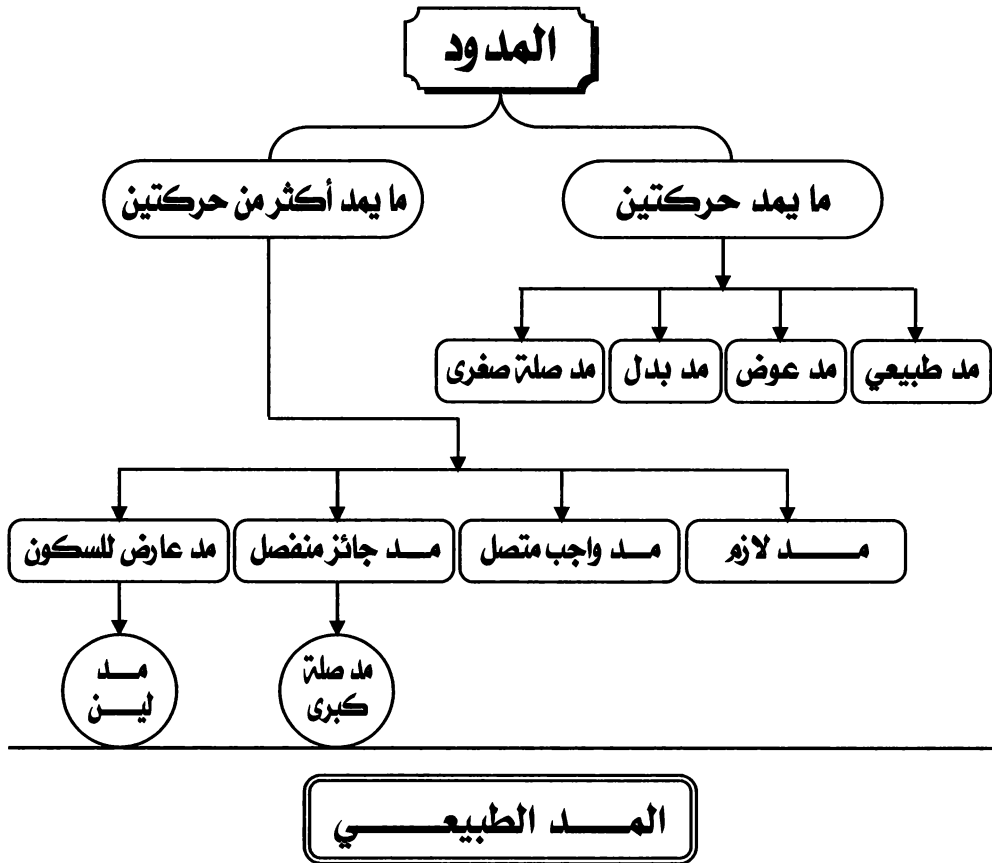 المدود
ما يمد حركتين
ما يمد أكثر من حركتين
مد طبيعي
مد عوض
مد بدل
مد صلة صغرى
مد لازم
مد واجب متصل
مد جائز منفصل
مد عارض للسكون
مد صلة
كبرى
مد
لين
المد الطبيعي